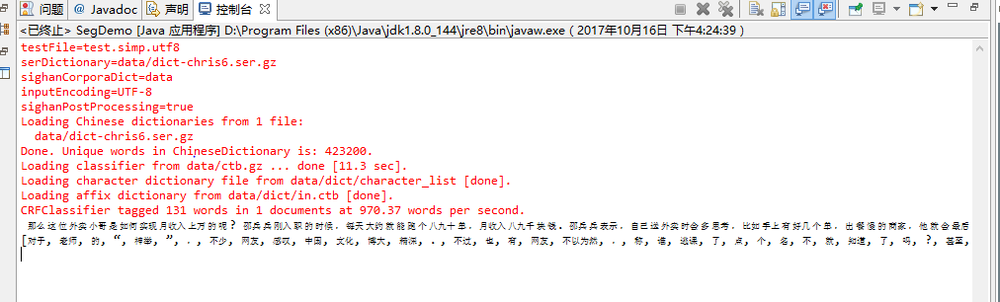 问题 @ Javadoc 声明 控制台
<已终止> SegDemo [Java 应用程序] D:\Program Files (x86)\Java\jdk1.8.0_144\jre8\bin\javaw.exe ( 2017年10月16日 下午4:24:39 )
testFile=test.simp.utf8
serDictionary=data/dict-chris6.ser.gz
sighanCorporaDict=data
inputEncoding=UTF-8
sighanPostProcessing=true
Loading Chinese dictionaries from 1 file:
data/dict-chris6.ser.gz
Done. Unique words in ChineseDictionary is: 423200.
Loading classifier from data/ctb.gz ... done [11.3 sec].
Loading character dictionary file from data/dict/character_list [done].
Loading affix dictionary from data/dict/in.ctb [done].
CRFClassifier tagged 131 words in 1 documents at 970.37 words per second.
那么这位外卖小哥是如何实现月收入上万的呢？邵兵兵刚入职的时候，每天大约就能跑个八九十单，月收入八九千块钱。邵兵兵表示，自己送外卖时会多思考，比如手上有好几个单，出餐慢的商家，他就会最后
[对于, 老师, 的, “, 神举, ”, ，, 不少, 网友, 感叹, 中国, 文化, 博大, 精深, 。, 不过, 也, 有, 网友, 不以为然, ，, 称, 谁, 逃课, 了, 点, 个, 名, 不, 就, 知道, 了, 吗, ?, 甚至,